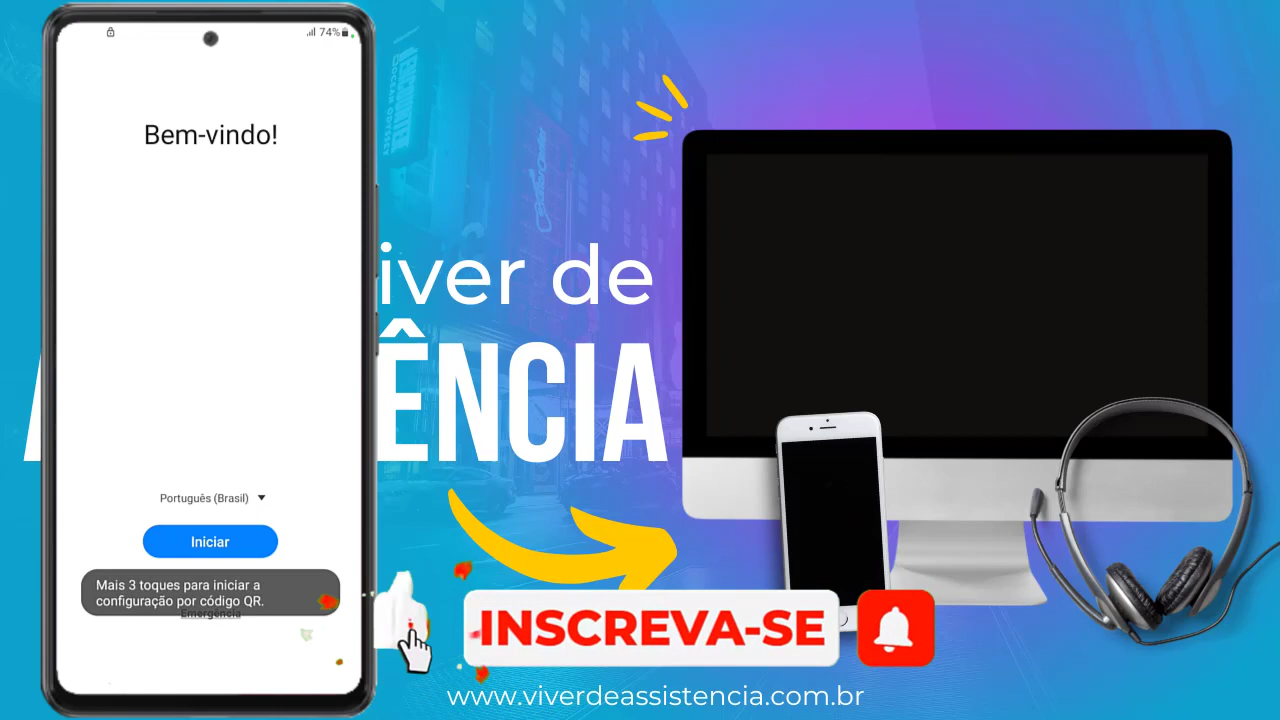 74%
Bem-vindo!
iver de
ÊNCIA
Português (Brasil)
Iniciar
Mais 3 toques para iniciar a
configuração por código QR.
Emergência
INSCREVA-SE
www.viverdeassistencia.com.br